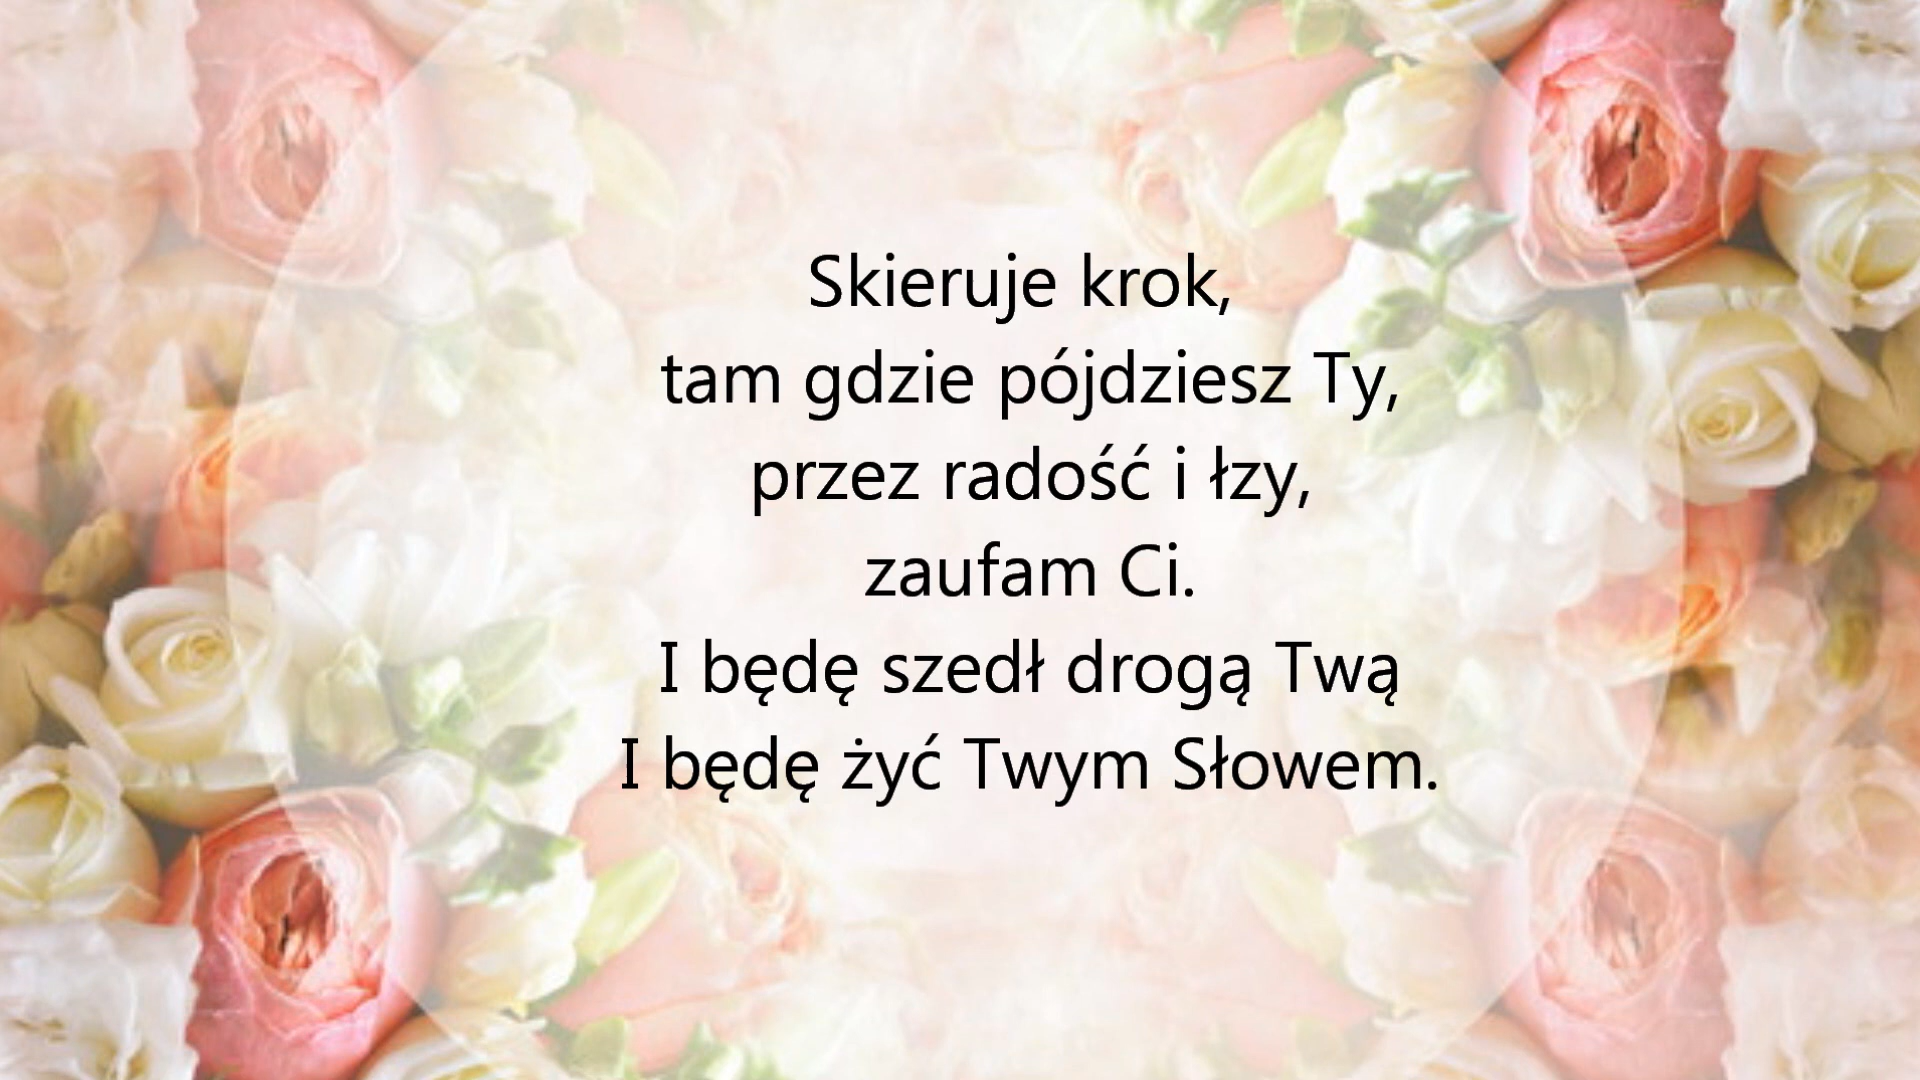 Skieruje krok,
tam gdzie pójdziesz Ty,
przez radość i łzy,
zaufam Ci.
I będę szedł drogą Twą
I będę żyć Twym Słowem.